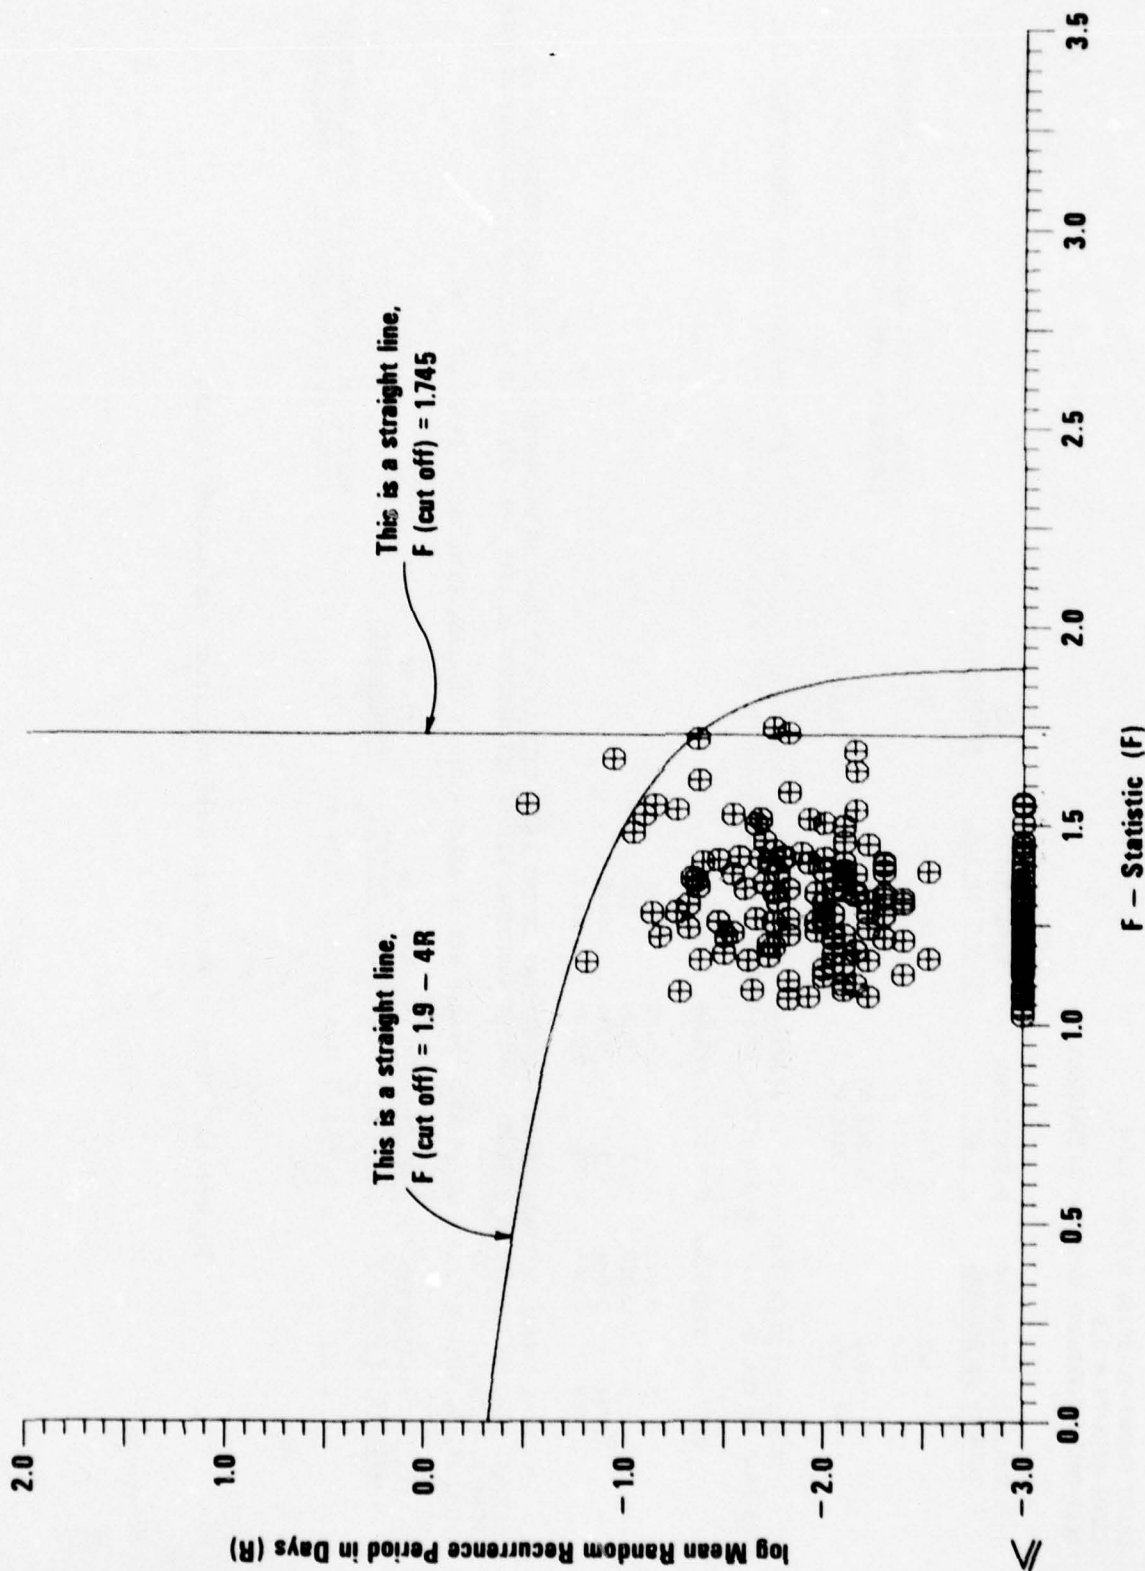 log Mean Random Recurrence Period in Days (R)
2.0
1.0
0.0
−1.0
−2.0
−3.0
≥
This is a straight line,
F (cut off) = 1.9 − 4R
This is a straight line,
F (cut off) = 1.745
0.0
0.5
1.0
1.5
2.0
2.5
3.0
3.5
F − Statistic (F)